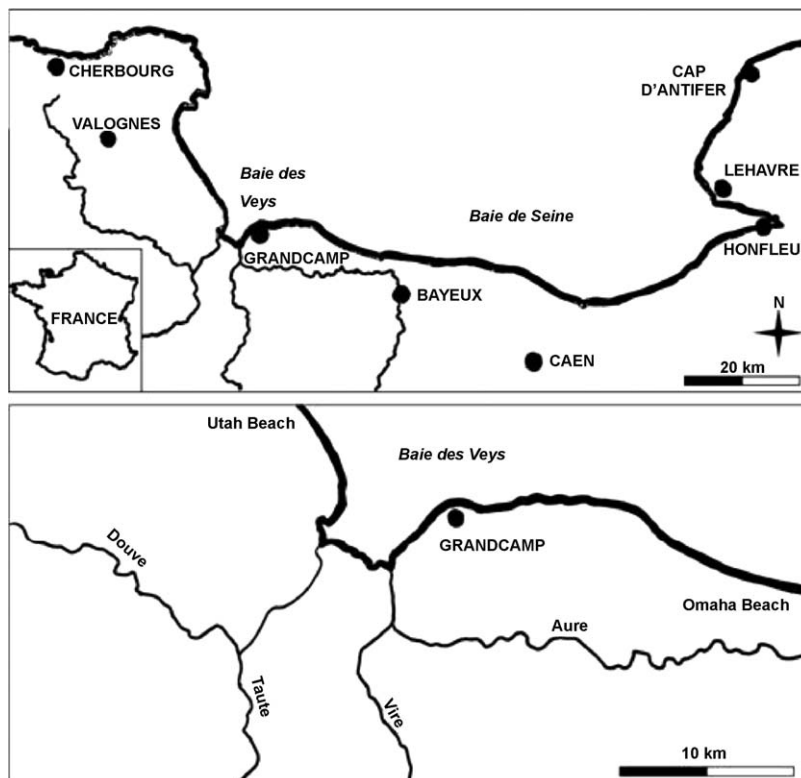 CHERBOURG
CAP
D'ANTIFER
VALOGNES
LEHAVRE
Baie des
Veys
Baie de Seine
HONFLEU
GRANDCAMP
BAYEUX
N
FRANCE
CAEN
20 km
Utah Beach
Baie des Veys
Douve
GRANDCAMP
Omaha Beach
Aure
Taute
Vire
10 km